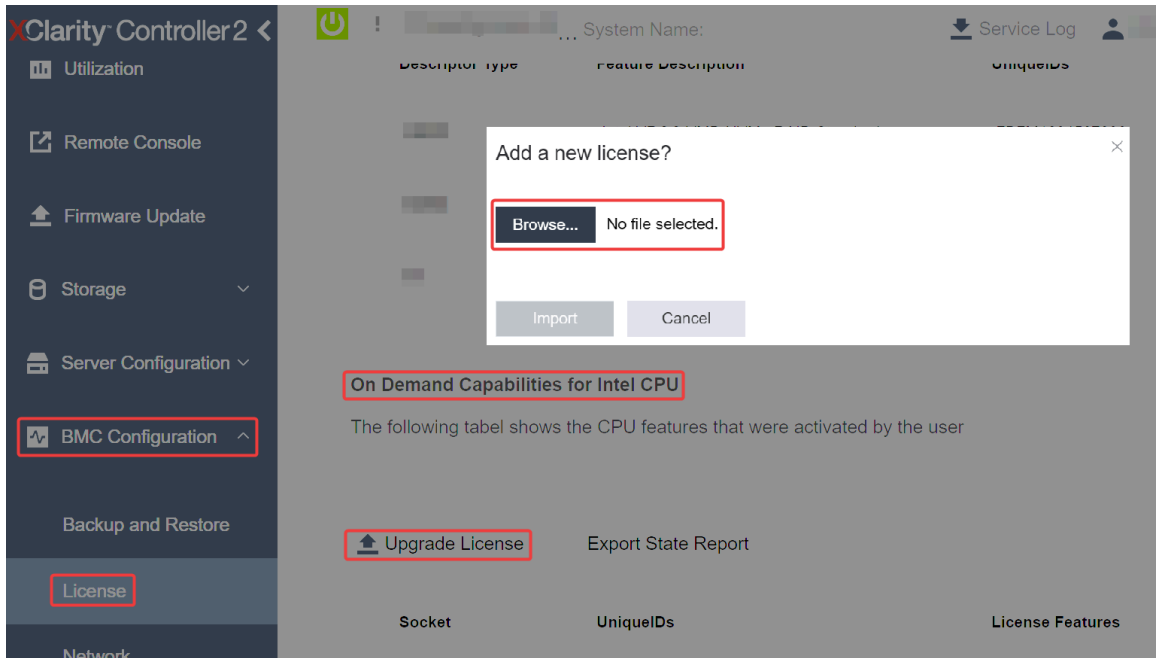 XClarity Controller 2
... System Name:
Service Log
Utilization
Descriptor Type
Feature Description
UniqueIDs
Remote Console
Add a new license?
Firmware Update
Browse...
No file selected.
Storage
Import
Cancel
Server Configuration
On Demand Capabilities for Intel CPU
BMC Configuration
The following tabel shows the CPU features that were activated by the user
Backup and Restore
Upgrade License
Export State Report
License
Socket
UniqueIDs
License Features
Network